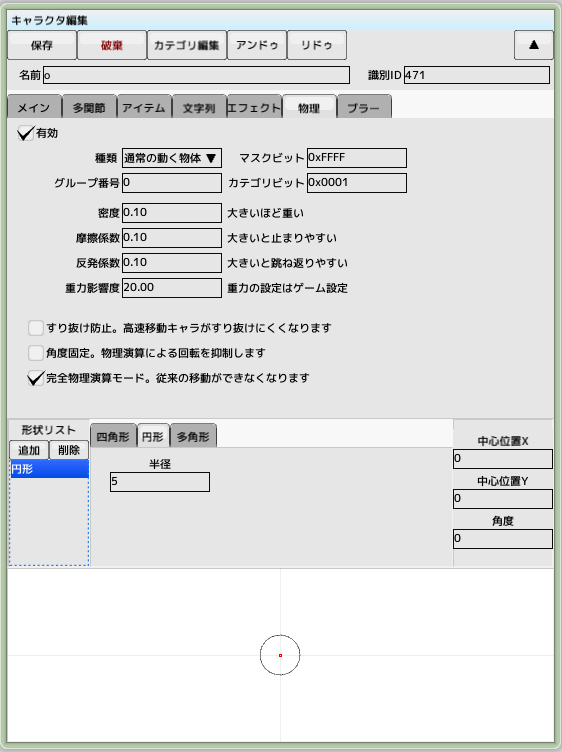 キャラクタ編集
保存 破棄 カテゴリ編集 アンドゥ リドゥ ▲
名前 o 識別ID 471
メイン 多関節 アイテム 文字列 エフェクト 物理 ブラー
有効
種類 通常の動く物体 ▼ マスクビット 0xFFFF
グループ番号 0 カテゴリビット 0x0001
密度 0.10 大きいほど重い
摩擦係数 0.10 大きいと止まりやすい
反発係数 0.10 大きいと跳ね返りやすい
重力影響度 20.00 重力の設定はゲーム設定
すり抜け防止。高速移動キャラがすり抜けにくくなります
角度固定。物理演算による回転を抑制します
完全物理演算モード。従来の移動ができなくなります
形状リスト
追加 削除
円形
四角形 円形 多角形
半径
5
中心位置X
0
中心位置Y
0
角度
0